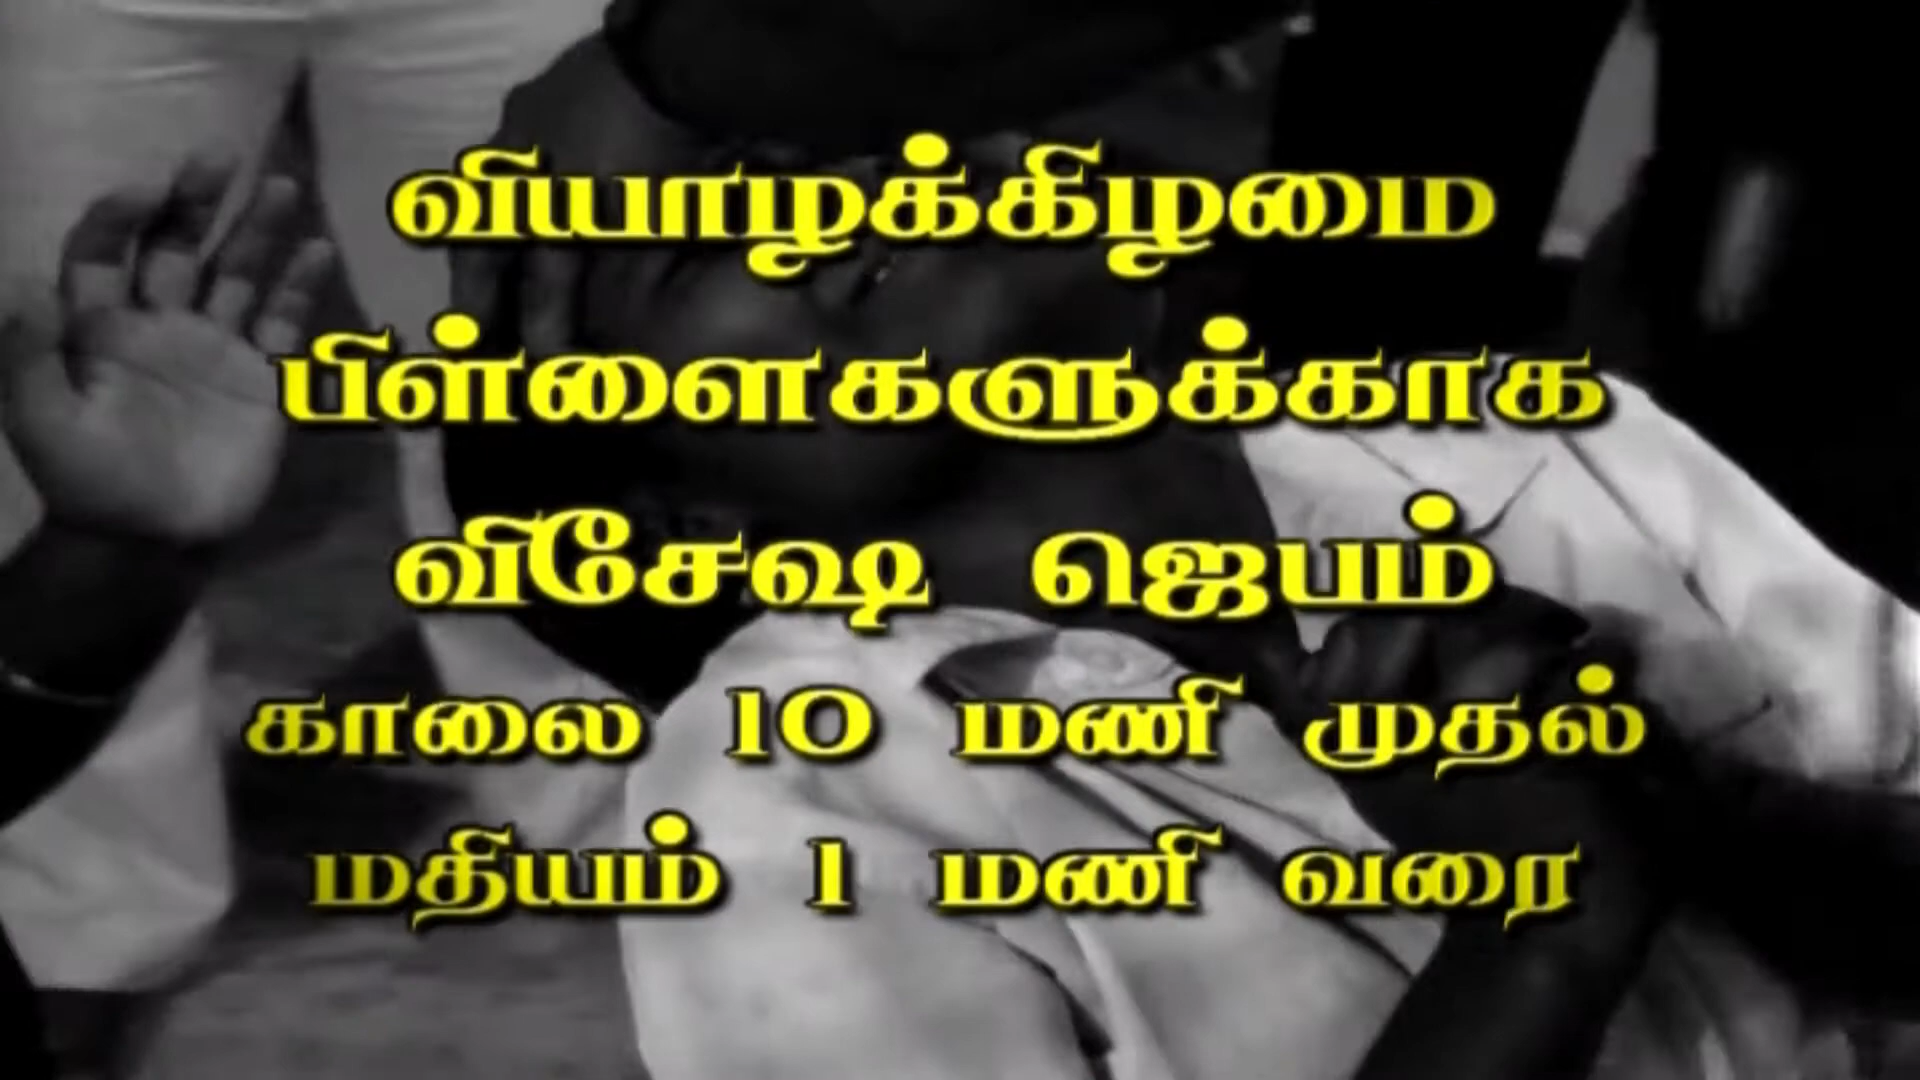 வியாழக்கிழமை
பிள்ளைகளுக்காக
விசேஷ ஜெபம்
காலை 10 மணி முதல்
மதியம் 1 மணி வரை